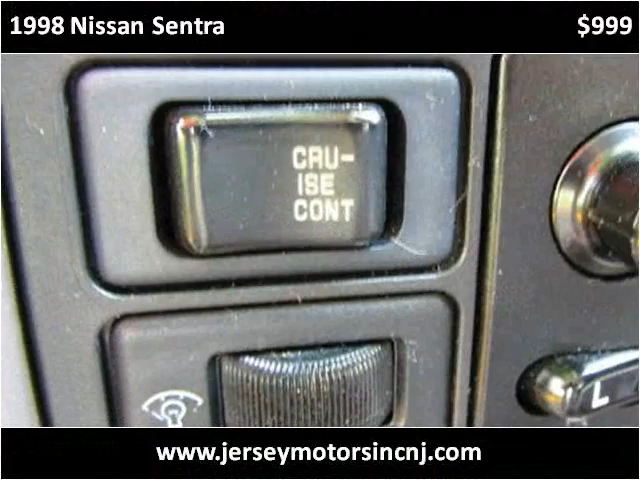 1998 Nissan Sentra $999
CRU-
ISE
CONT
L
www.jerseymotorsincnj.com